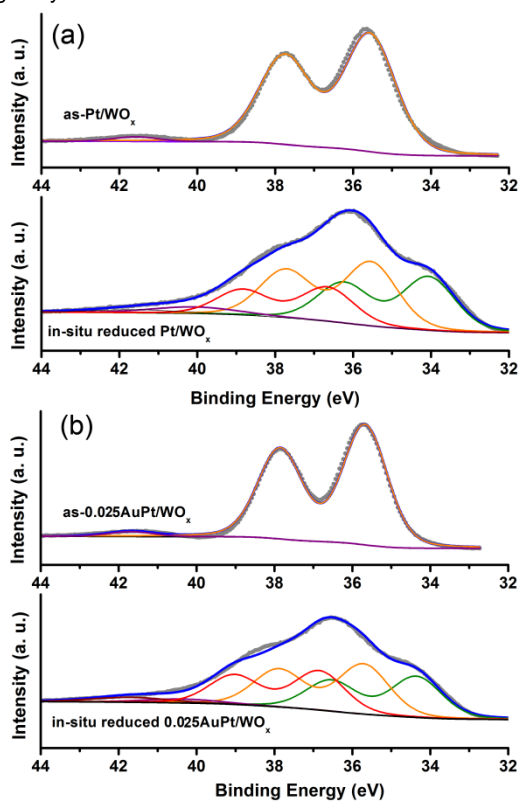 (a)
Intensity (a. u.)
as-Pt/WOₓ
44 42 40 38 36 34 32
Intensity (a. u.)
in-situ reduced Pt/WOₓ
44 42 40 38 36 34 32
Binding Energy (eV)
(b)
Intensity (a. u.)
as-0.025AuPt/WOₓ
44 42 40 38 36 34 32
Intensity (a. u.)
in-situ reduced 0.025AuPt/WOₓ
44 42 40 38 36 34 32
Binding Energy (eV)